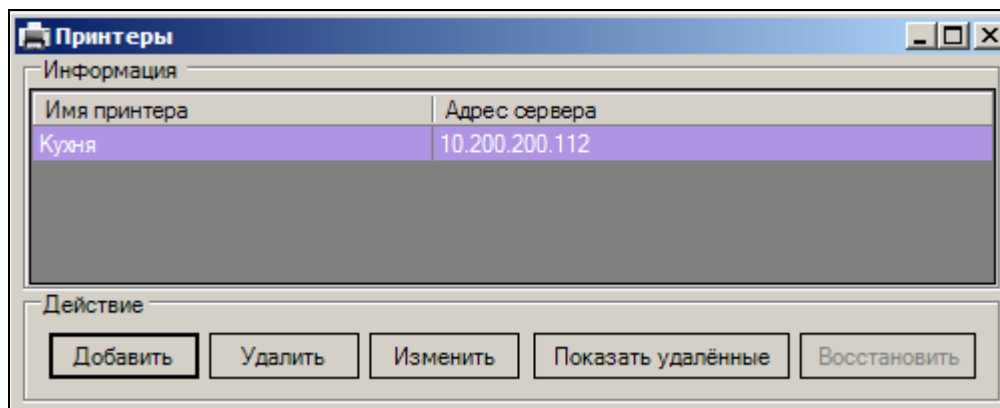 Принтеры
Информация
Имя принтера Адрес сервера
Кухня 10.200.200.112
Действие
Добавить Удалить Изменить Показать удалённые Восстановить